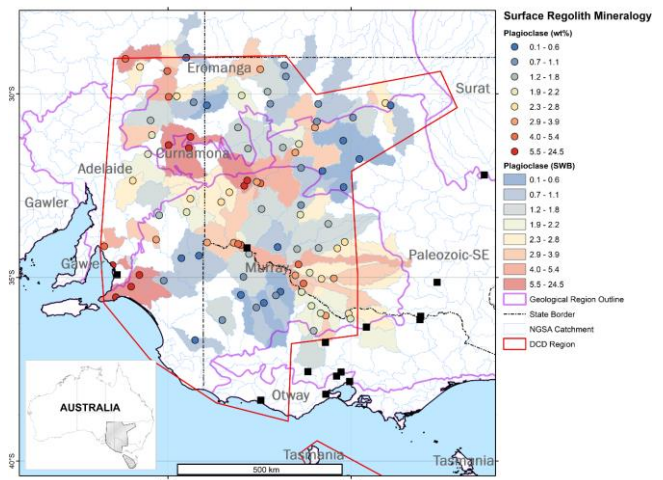 Surface Regolith Mineralogy
Plagioclase (wt%)
0.1 - 0.6
0.7 - 1.1
1.2 - 1.8
1.9 - 2.2
2.3 - 2.8
2.9 - 3.9
4.0 - 5.4
5.5 - 24.5
Plagioclase (SWB)
0.1 - 0.6
0.7 - 1.1
1.2 - 1.8
1.9 - 2.2
2.3 - 2.8
2.9 - 3.9
4.0 - 5.4
5.5 - 24.5
Geological Region Outline
State Border
NGSA Catchment
DCD Region
Eromanga
Surat
30°S
Curnamona
Adelaide
Gawler
Gawler
Murray
Paleozoic-SE
35°S
AUSTRALIA
Otway
Tasmania
Tasmania
40°S
500 km